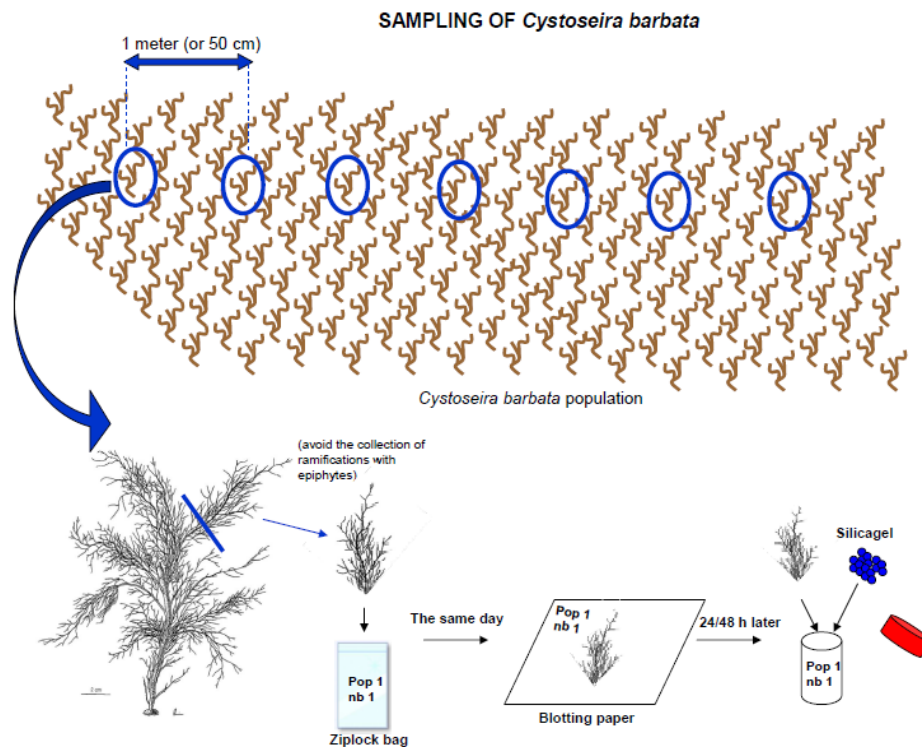 SAMPLING OF Cystoseira barbata
1 meter (or 50 cm)
Cystoseira barbata population
(avoid the collection of
ramifications with
epiphytes)
Silicagel
The same day
24/48 h later
Pop 1
nb 1
Pop 1
nb 1
Pop 1
nb 1
Blotting paper
Ziplock bag